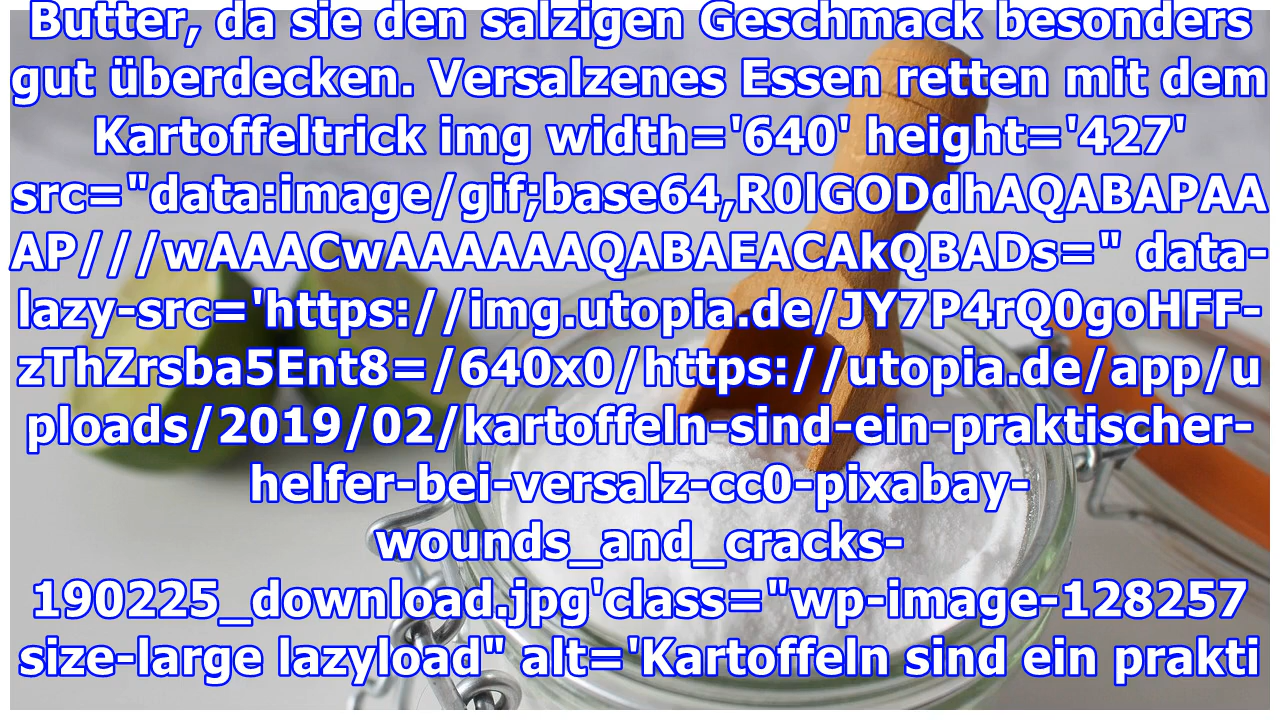 Butter, da sie den salzigen Geschmack besonders
gut überdecken. Versalzenes Essen retten mit dem
Kartoffeltrick img width='640' height='427'
src="data:image/gif;base64,R0lGODdhAQABAPAA
AP///wAAACwAAAAAAQABAEACAkQBADs=" data-
lazy-src='https://img.utopia.de/JY7P4rQ0goHFF-
zThZrsba5Ent8=/640x0/https://utopia.de/app/u
ploads/2019/02/kartoffeln-sind-ein-praktischer-
helfer-bei-versalz-cc0-pixabay-
wounds_and_cracks-
190225_download.jpg'class="wp-image-128257
size-large lazyload" alt='Kartoffeln sind ein prakti